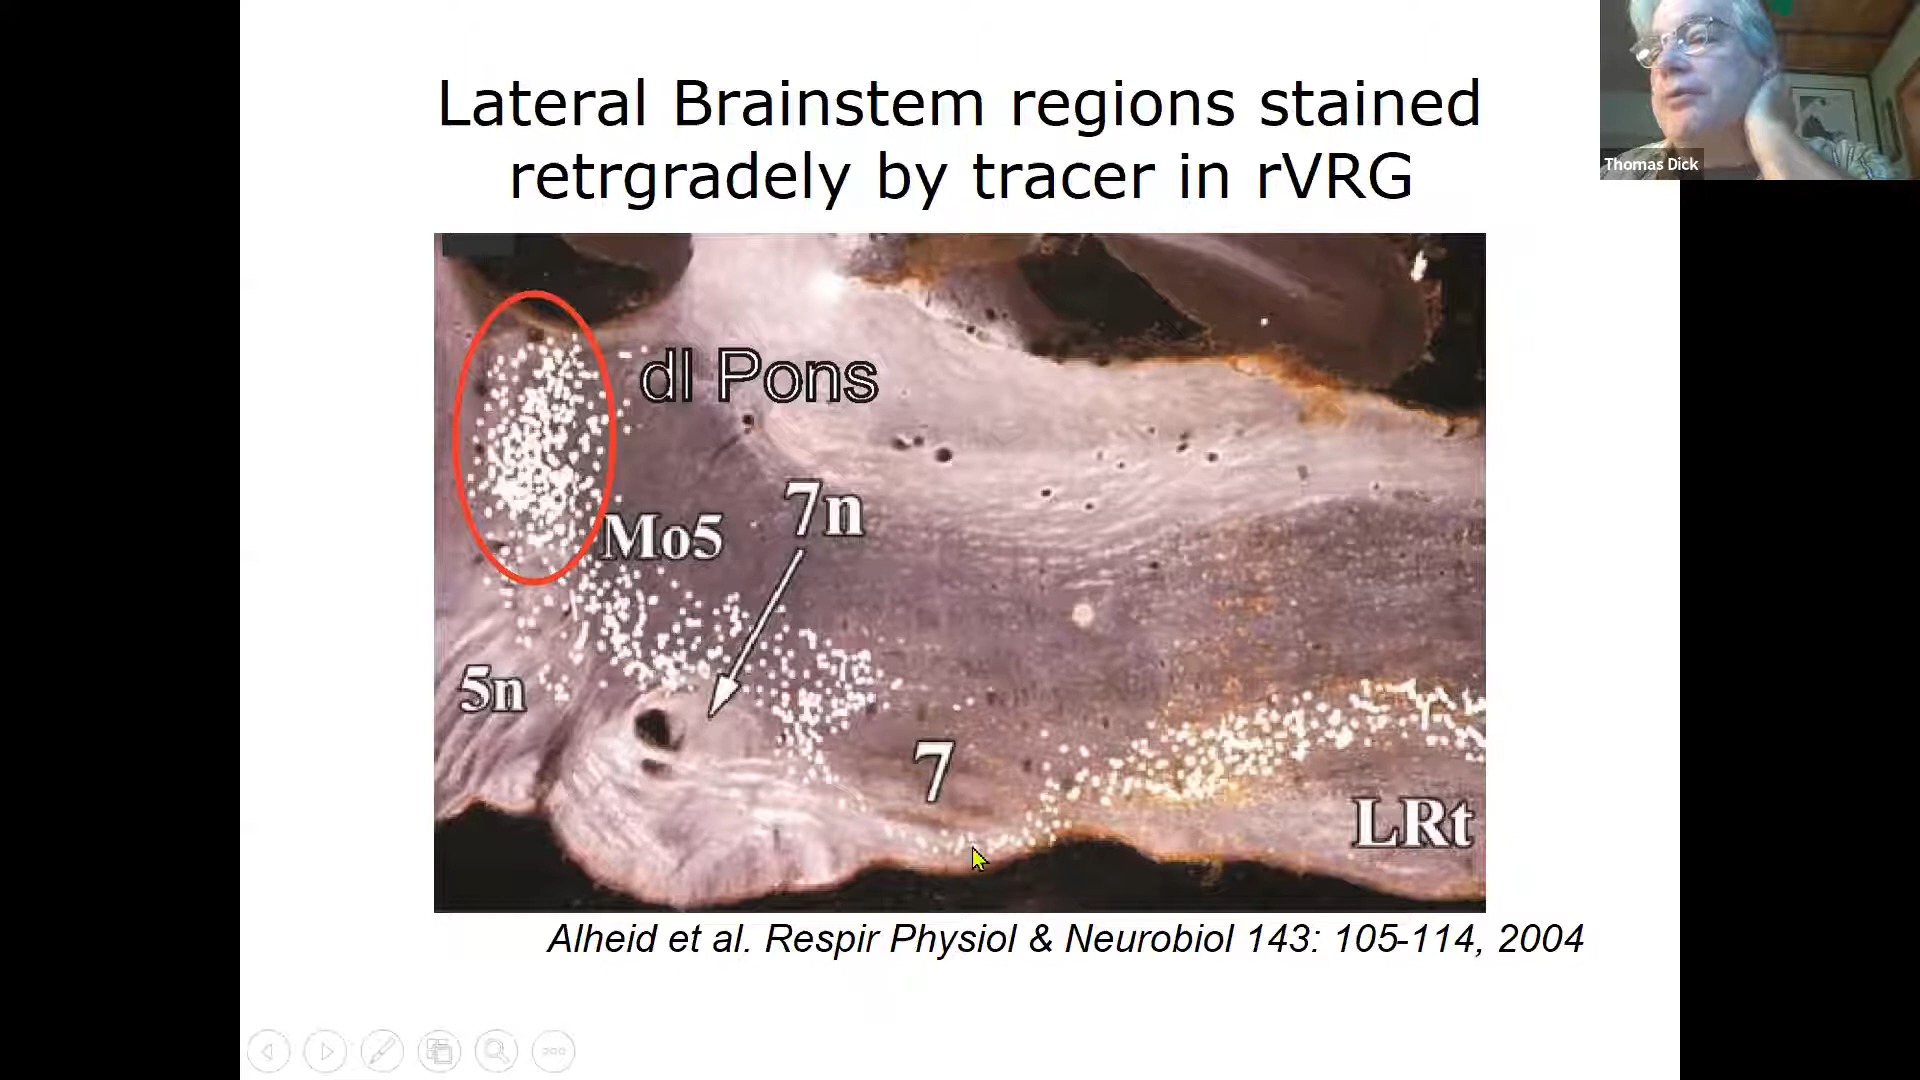 Lateral Brainstem regions stained
retrgradely by tracer in rVRG
Thomas Dick
dl Pons
7n
Mo5
5n
7
LRt
Alheid et al. Respir Physiol & Neurobiol 143: 105-114, 2004